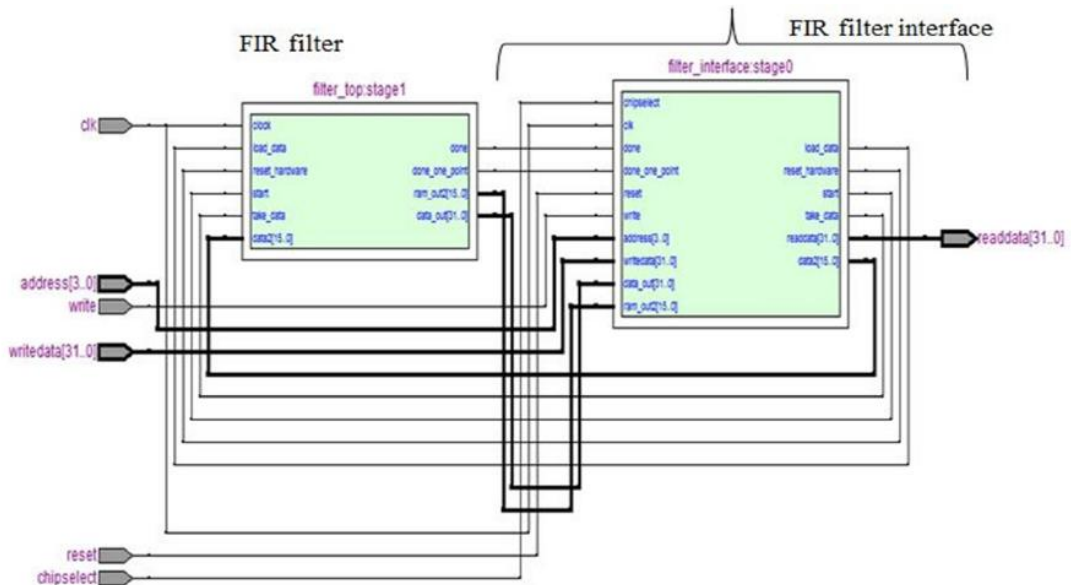 FIR filter
FIR filter interface
filter_top:stage1
filter_interface:stage0
clk
clock
load_data
reset_hardware
start
take_data
data2[15..0]
done
done_one_point
ram_out2[15..0]
data_out[31..0]
chipselect
clk
done
done_one_point
reset
write
address[3..0]
writedata[31..0]
data_out[31..0]
ram_out2[15..0]
load_data
reset_hardware
start
take_data
readdata[31..0]
data2[15..0]
readdata[31..0]
address[3..0]
write
writedata[31..0]
reset
chipselect